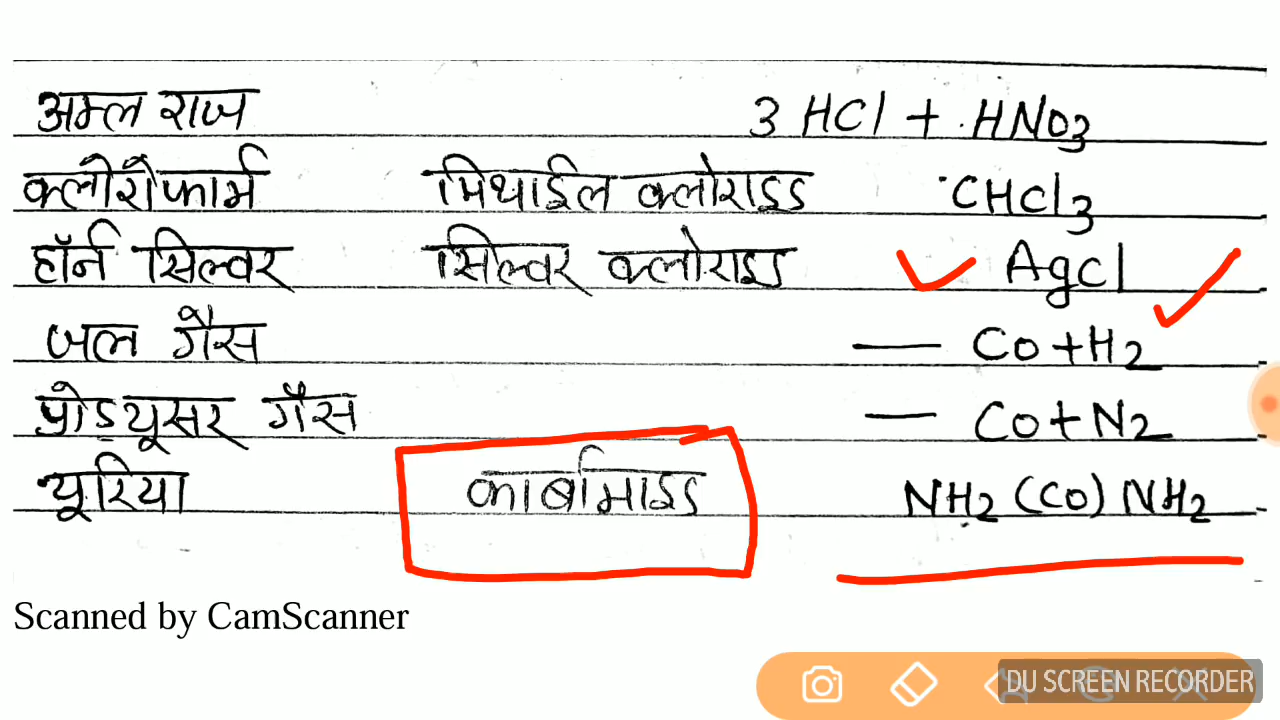 अम्ल राज 3 HCl + HNO3
क्लौरौफार्म मिथाईल क्लोराइड CHCl3
हॉर्न सिल्वर सिल्वर क्लोराइड AgCl
जल गैस — Co+H2
प्रोड्यूसर गैस — Co+N2
यूरिया कार्बामाइड NH2 (Co) NH2
Scanned by CamScanner
DU SCREEN RECORDER